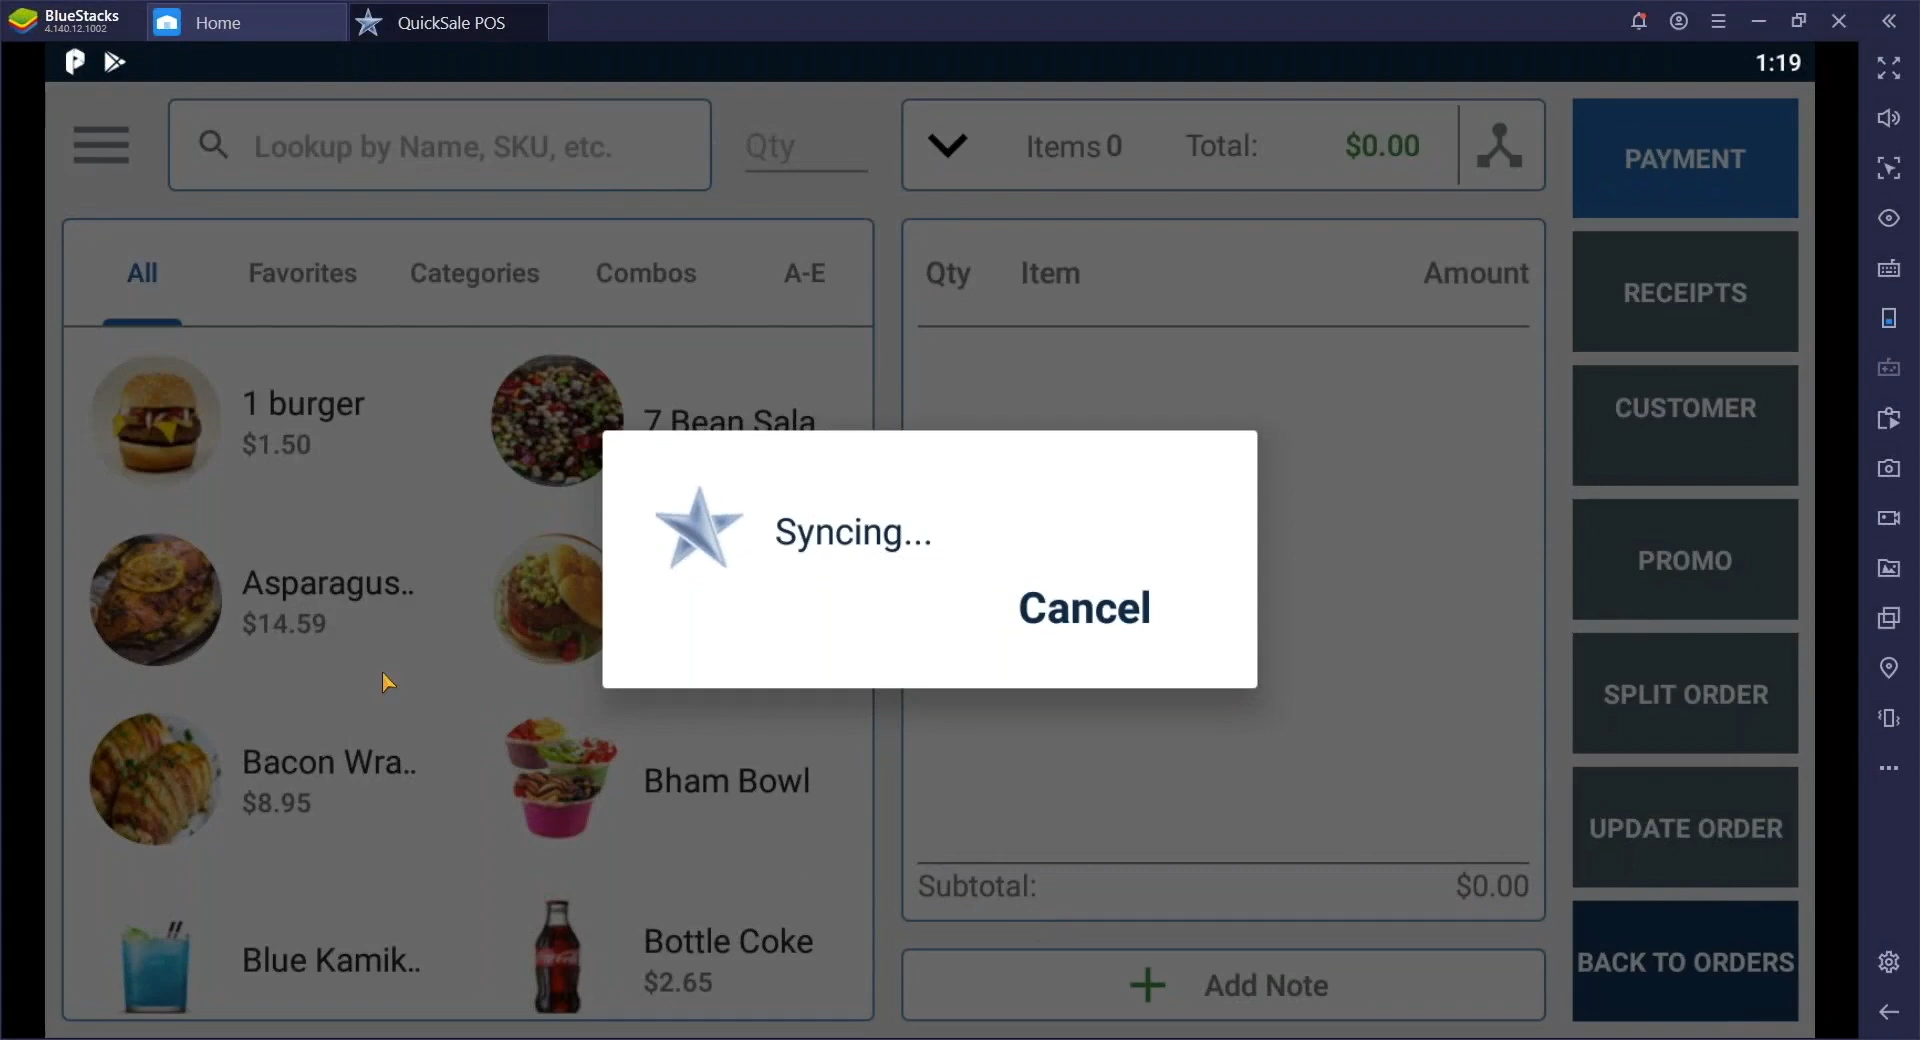 BlueStacks
4.140.12.1002
Home
QuickSale POS
1:19
Lookup by Name, SKU, etc.
Qty
Items 0
Total:
$0.00
PAYMENT
All
Favorites
Categories
Combos
A-E
Qty
Item
Amount
RECEIPTS
1 burger
$1.50
7 Bean Sala
CUSTOMER
Syncing...
Cancel
Asparagus..
$14.59
PROMO
SPLIT ORDER
Bacon Wra..
$8.95
Bham Bowl
UPDATE ORDER
Subtotal:
$0.00
Blue Kamik..
Bottle Coke
$2.65
Add Note
BACK TO ORDERS